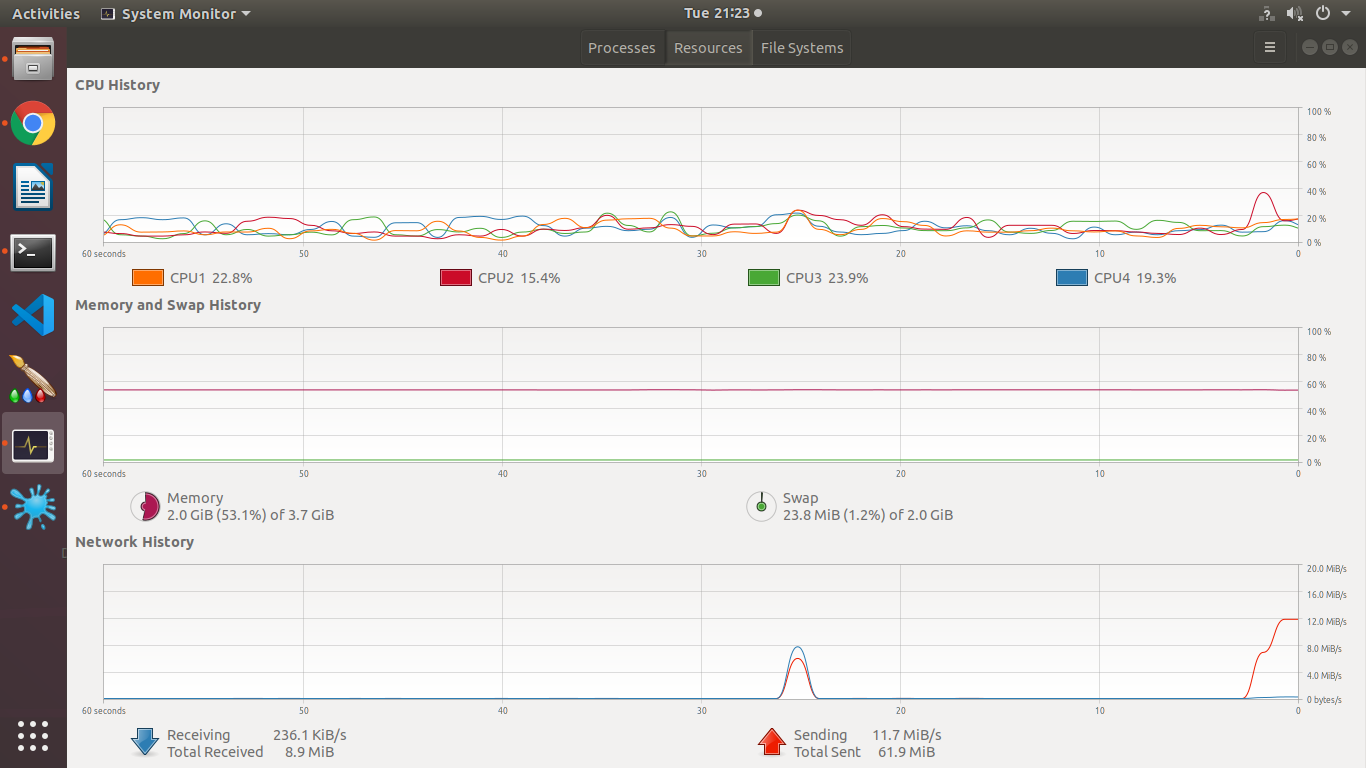 Activities System Monitor Tue 21:23
Processes Resources File Systems
CPU History
100 %
80 %
60 %
40 %
20 %
0 %
60 seconds 50 40 30 20 10 0
CPU1 22.8% CPU2 15.4% CPU3 23.9% CPU4 19.3%
Memory and Swap History
100 %
80 %
60 %
40 %
20 %
0 %
60 seconds 50 40 30 20 10 0
Memory
2.0 GiB (53.1%) of 3.7 GiB
Swap
23.8 MiB (1.2%) of 2.0 GiB
Network History
20.0 MiB/s
16.0 MiB/s
12.0 MiB/s
8.0 MiB/s
4.0 MiB/s
0 bytes/s
60 seconds 50 40 30 20 10 0
Receiving 236.1 KiB/s
Total Received 8.9 MiB
Sending 11.7 MiB/s
Total Sent 61.9 MiB